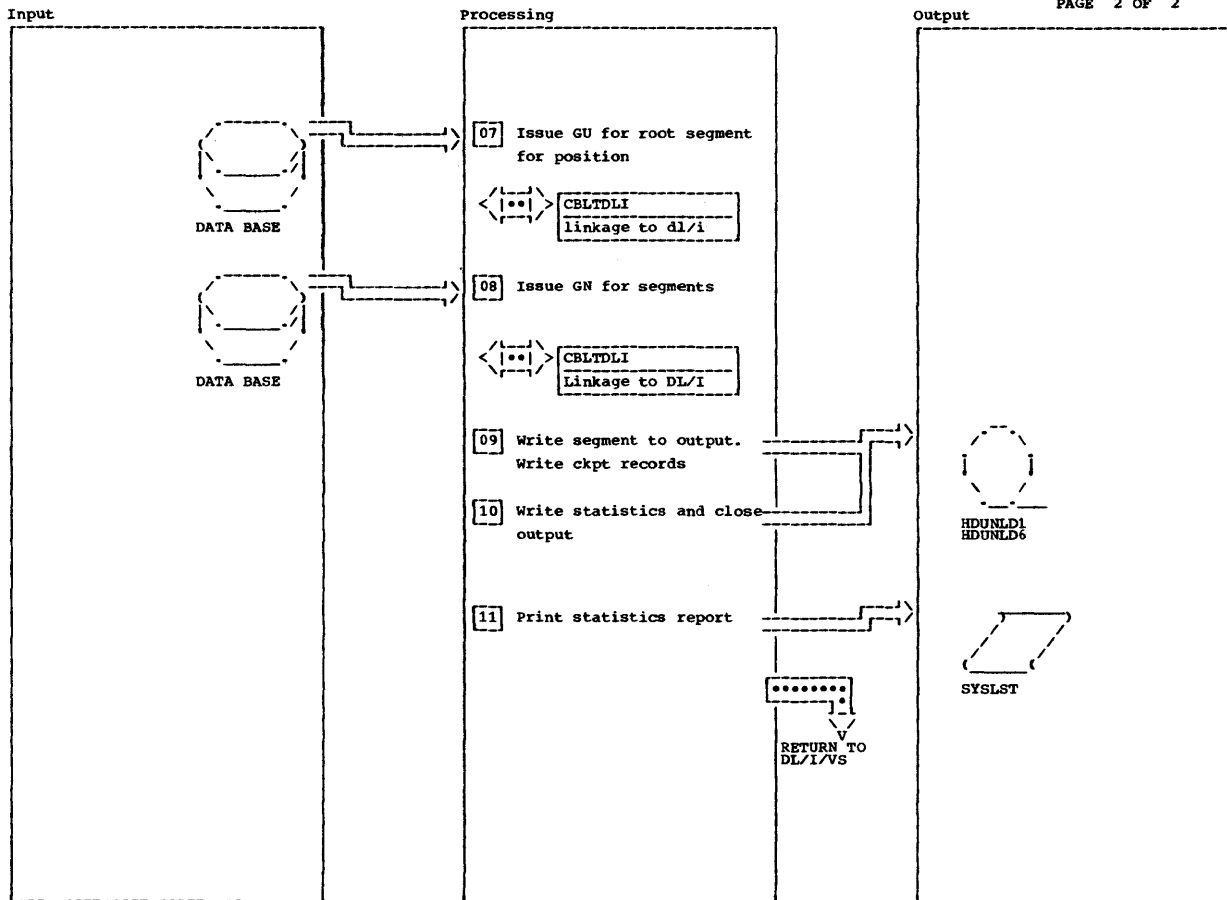 PAGE 2 OF 2
Input
Processing
Output
07 Issue GU for root segment
for position
CBLTDLI
linkage to dl/i
DATA BASE
08 Issue GN for segments
CBLTDLI
Linkage to DL/I
DATA BASE
09 Write segment to output.
Write ckpt records
10 Write statistics and close
output
HDUNLD1
HDUNLD6
11 Print statistics report
SYSLST
RETURN TO
DL/I/VS